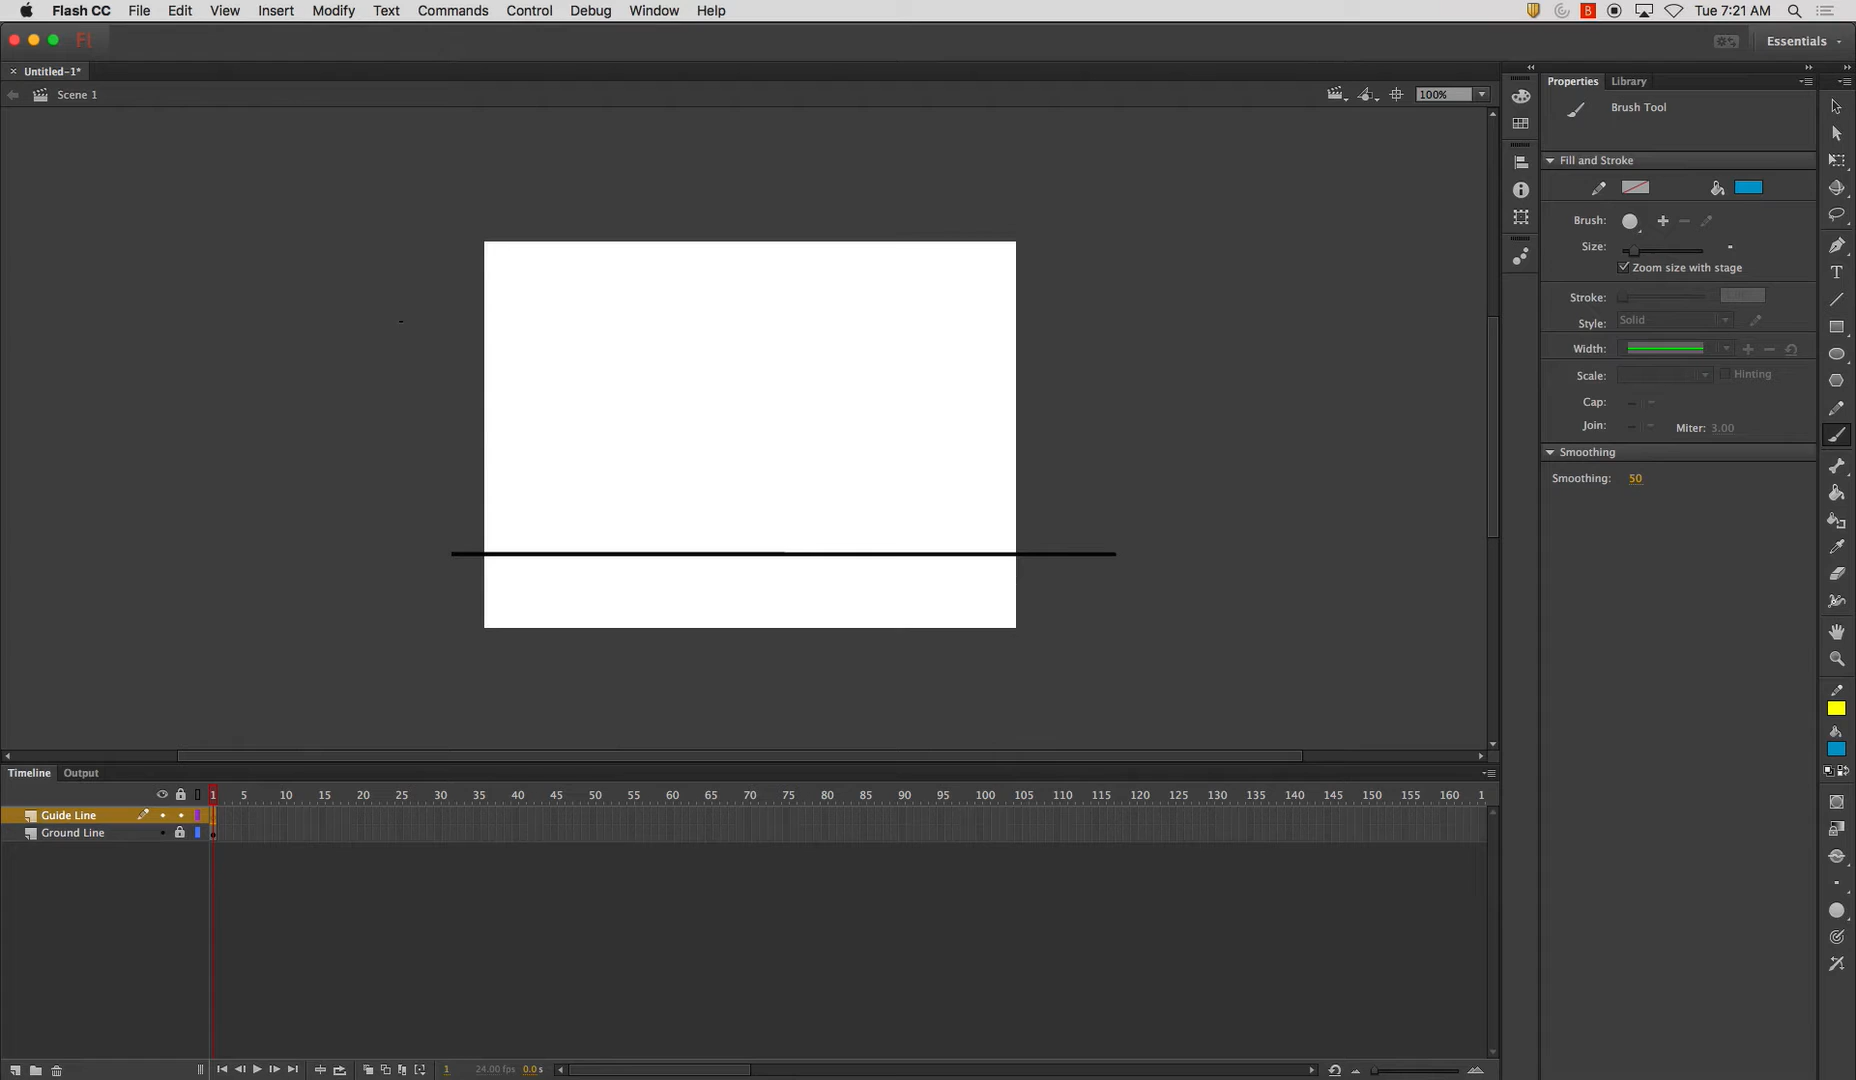 Flash CC File Edit View Insert Modify Text Commands Control Debug Window Help B Tue 7:21 AM
Fl Essentials
Untitled-1*
Scene 1 100%
Properties Library
Brush Tool
Fill and Stroke
Brush:
Size:
Zoom size with stage
Stroke:
Style: Solid
Width:
Scale: Hinting
Cap:
Join: Miter: 3.00
Smoothing
Smoothing: 50
T
Timeline Output
1 5 10 15 20 25 30 35 40 45 50 55 60 65 70 75 80 85 90 95 100 105 110 115 120 125 130 135 140 145 150 155 160 1
Guide Line
Ground Line
1 24.00 fps 0.0 s